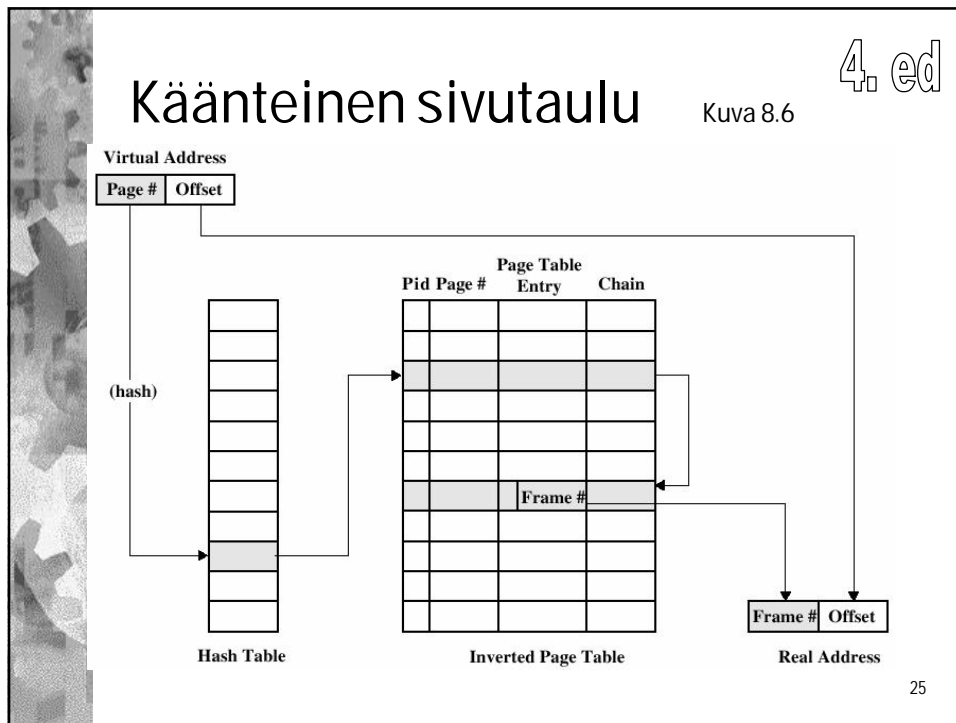 4. ed
Käänteinen sivutaulu Kuva 8.6
Virtual Address
Page # Offset
Page Table
Pid Page # Entry Chain
(hash)
Frame #
Frame # Offset
Hash Table Inverted Page Table Real Address
25